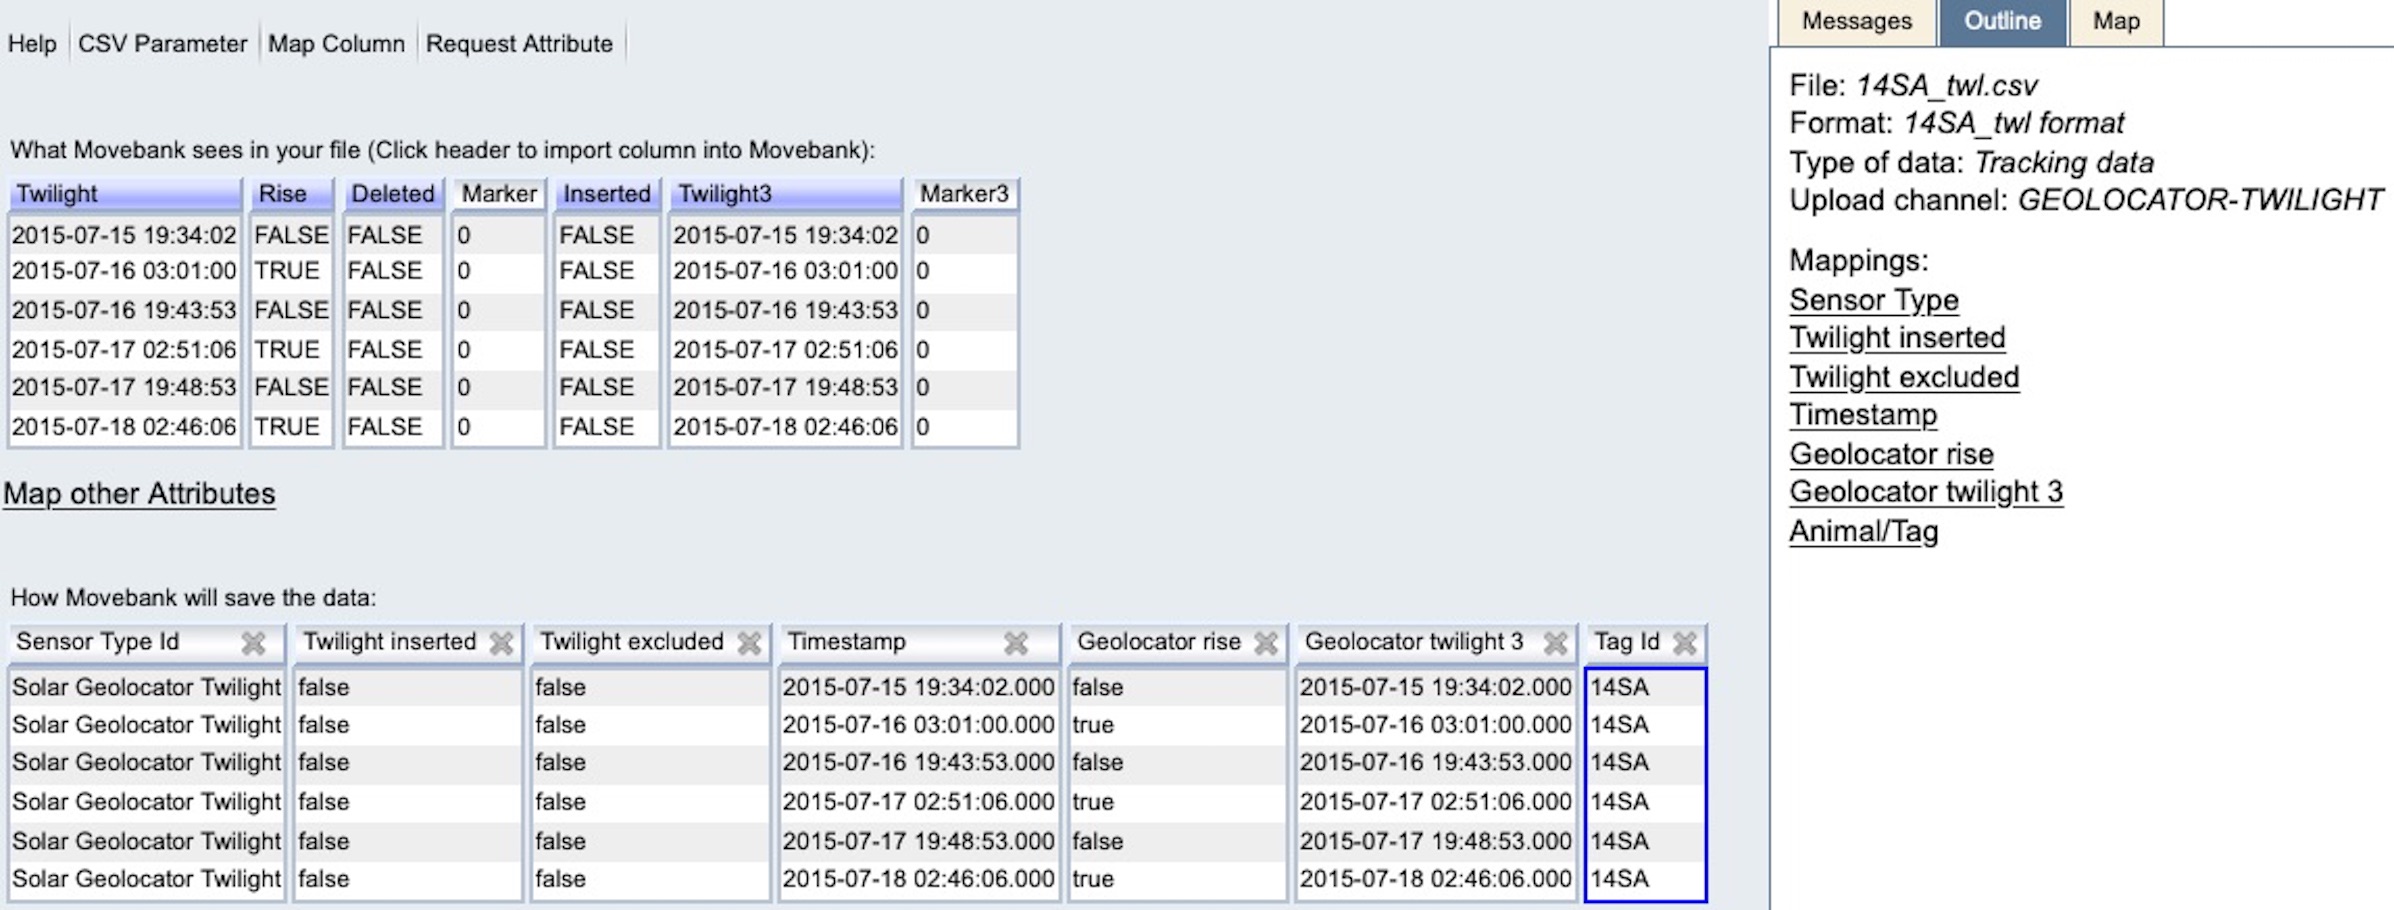 Help CSV Parameter Map Column Request Attribute
What Movebank sees in your file (Click header to import column into Movebank):
Twilight Rise Deleted Marker Inserted Twilight3 Marker3
2015-07-15 19:34:02 FALSE FALSE 0 FALSE 2015-07-15 19:34:02 0
2015-07-16 03:01:00 TRUE FALSE 0 FALSE 2015-07-16 03:01:00 0
2015-07-16 19:43:53 FALSE FALSE 0 FALSE 2015-07-16 19:43:53 0
2015-07-17 02:51:06 TRUE FALSE 0 FALSE 2015-07-17 02:51:06 0
2015-07-17 19:48:53 FALSE FALSE 0 FALSE 2015-07-17 19:48:53 0
2015-07-18 02:46:06 TRUE FALSE 0 FALSE 2015-07-18 02:46:06 0
Map other Attributes
How Movebank will save the data:
Sensor Type Id Twilight inserted Twilight excluded Timestamp Geolocator rise Geolocator twilight 3 Tag Id
Solar Geolocator Twilight false false 2015-07-15 19:34:02.000 false 2015-07-15 19:34:02.000 14SA
Solar Geolocator Twilight false false 2015-07-16 03:01:00.000 true 2015-07-16 03:01:00.000 14SA
Solar Geolocator Twilight false false 2015-07-16 19:43:53.000 false 2015-07-16 19:43:53.000 14SA
Solar Geolocator Twilight false false 2015-07-17 02:51:06.000 true 2015-07-17 02:51:06.000 14SA
Solar Geolocator Twilight false false 2015-07-17 19:48:53.000 false 2015-07-17 19:48:53.000 14SA
Solar Geolocator Twilight false false 2015-07-18 02:46:06.000 true 2015-07-18 02:46:06.000 14SA
Messages Outline Map
File: 14SA_twl.csv
Format: 14SA_twl format
Type of data: Tracking data
Upload channel: GEOLOCATOR-TWILIGHT
Mappings:
Sensor Type
Twilight inserted
Twilight excluded
Timestamp
Geolocator rise
Geolocator twilight 3
Animal/Tag